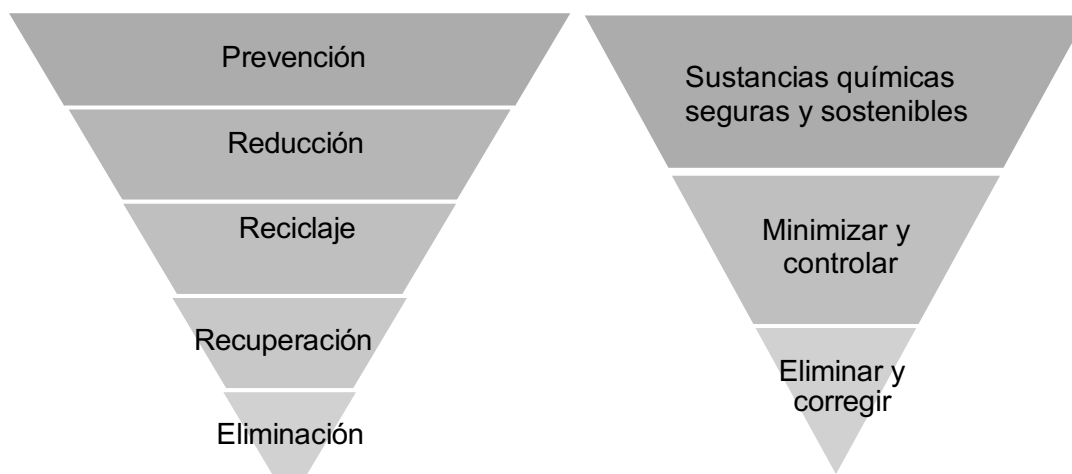 Prevención
Reducción
Reciclaje
Recuperación
Eliminación
Sustancias químicas
seguras y sostenibles
Minimizar y
controlar
Eliminar y
corregir